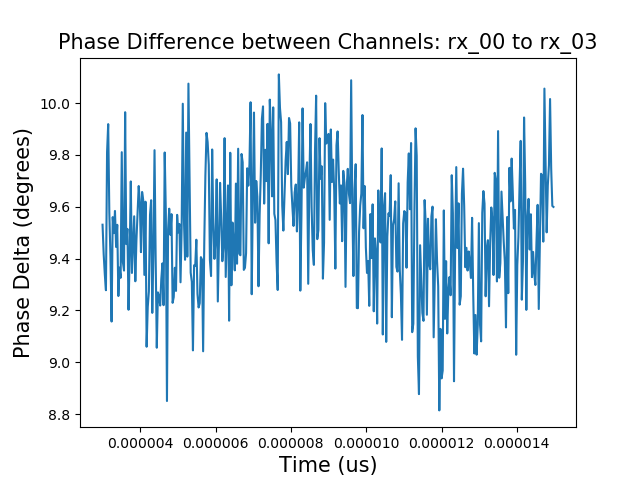 Phase Difference between Channels: rx_00 to rx_03
Phase Delta (degrees)
10.0
9.8
9.6
9.4
9.2
9.0
8.8
0.000004 0.000006 0.000008 0.000010 0.000012 0.000014
Time (us)